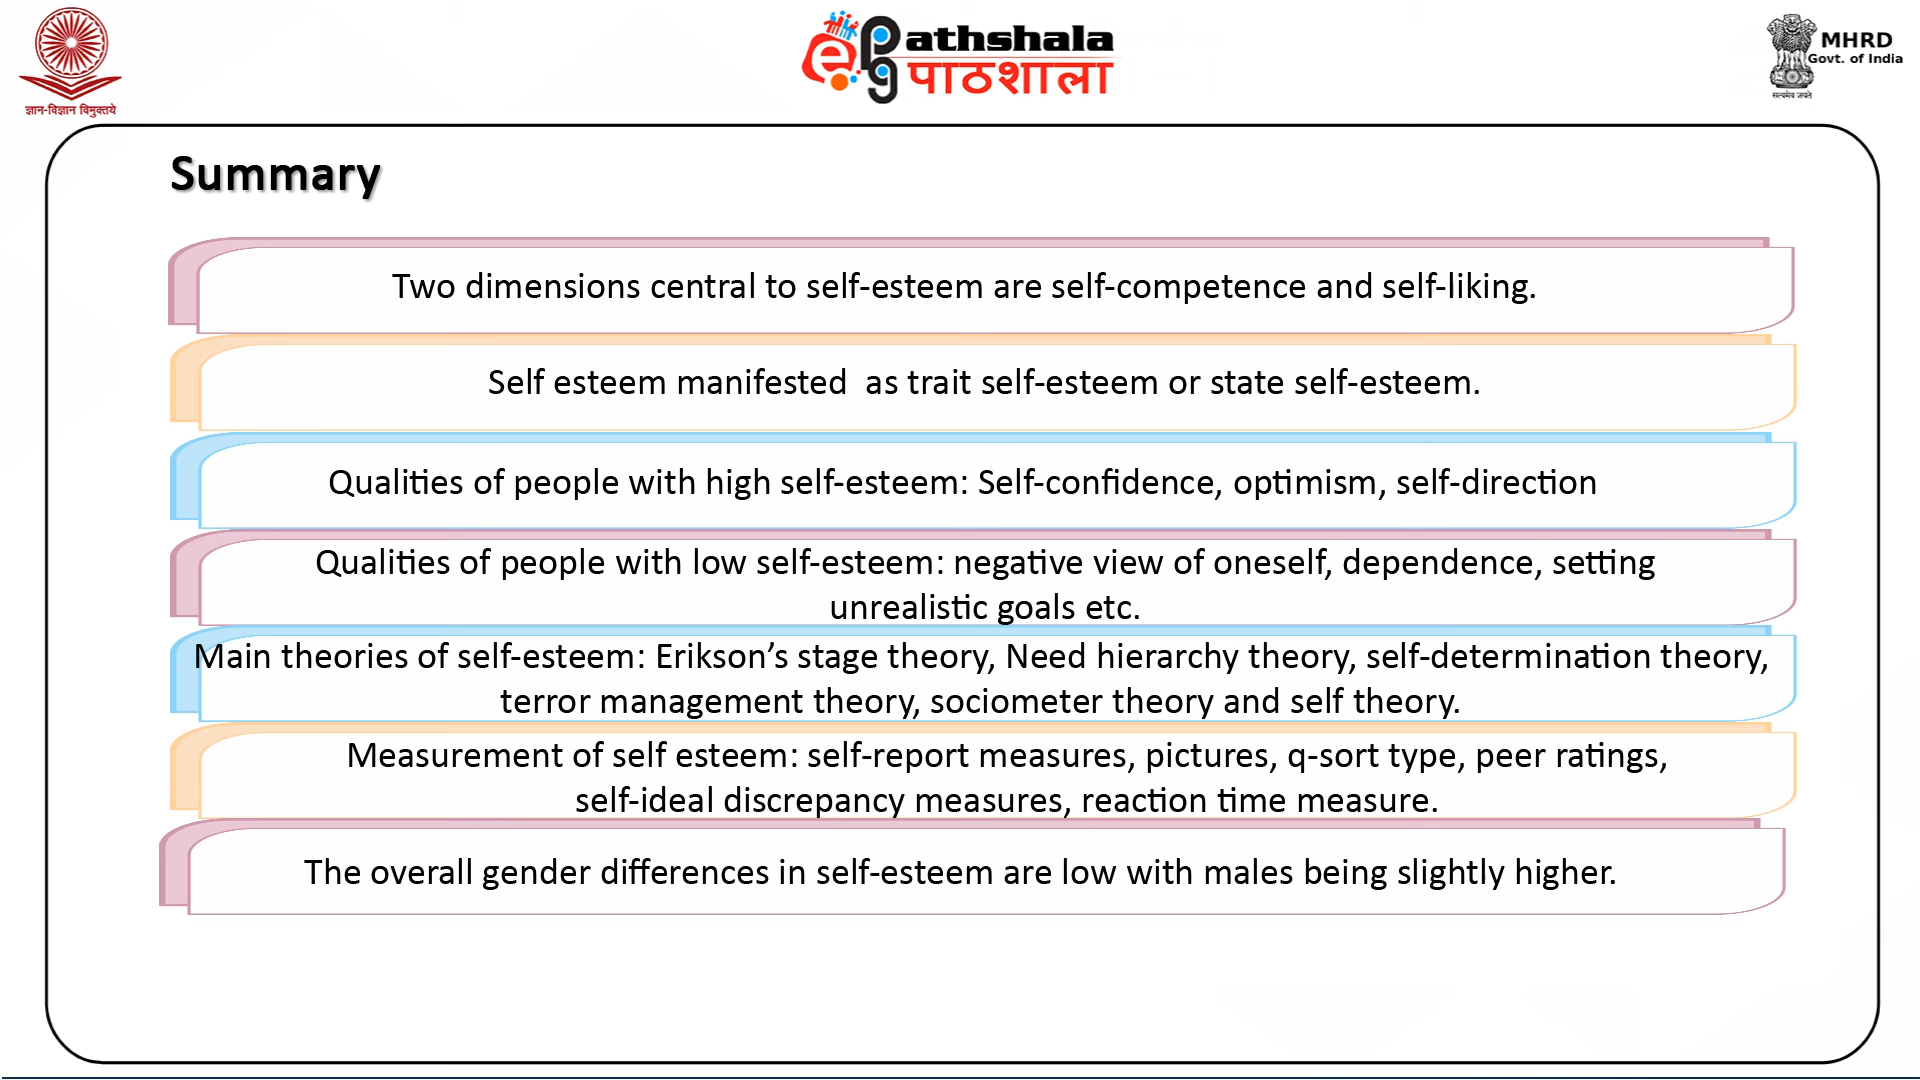 ज्ञान-विज्ञान विमुक्तये
ePg Pathshala
पाठशाला
MHRD
Govt. of India
सत्यमेव जयते
Summary
Two dimensions central to self-esteem are self-competence and self-liking.
Self esteem manifested  as trait self-esteem or state self-esteem.
Qualities of people with high self-esteem: Self-confidence, optimism, self-direction
Qualities of people with low self-esteem: negative view of oneself, dependence, setting
unrealistic goals etc.
Main theories of self-esteem: Erikson’s stage theory, Need hierarchy theory, self-determination theory,
terror management theory, sociometer theory and self theory.
Measurement of self esteem: self-report measures, pictures, q-sort type, peer ratings,
self-ideal discrepancy measures, reaction time measure.
The overall gender differences in self-esteem are low with males being slightly higher.